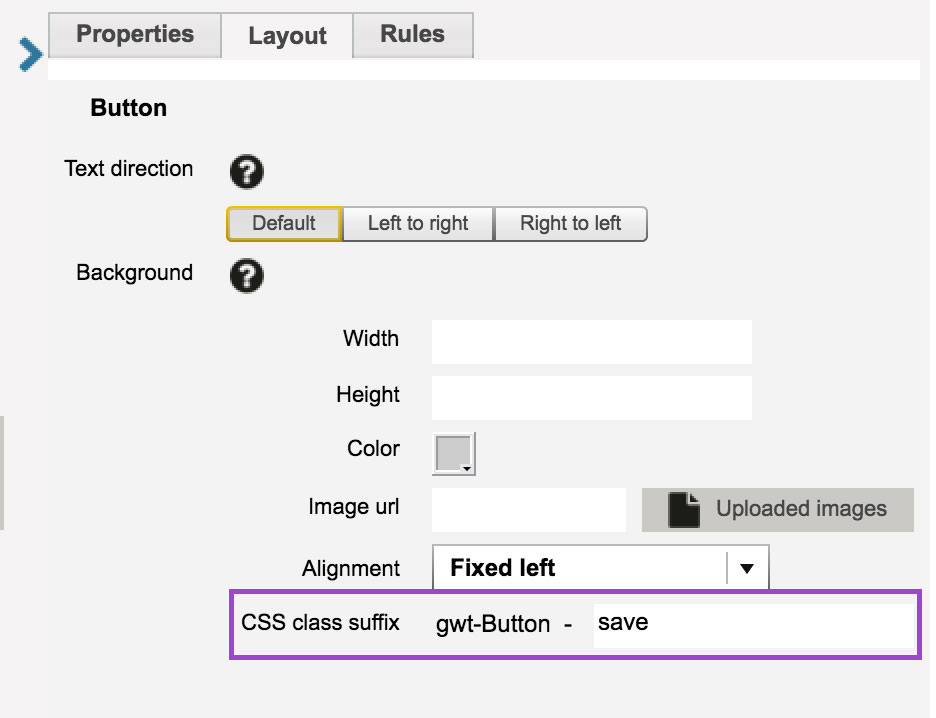 Properties Layout Rules
Button
Text direction ?
Default Left to right Right to left
Background ?
Width
Height
Color
Image url Uploaded images
Alignment Fixed left
CSS class suffix gwt-Button - save